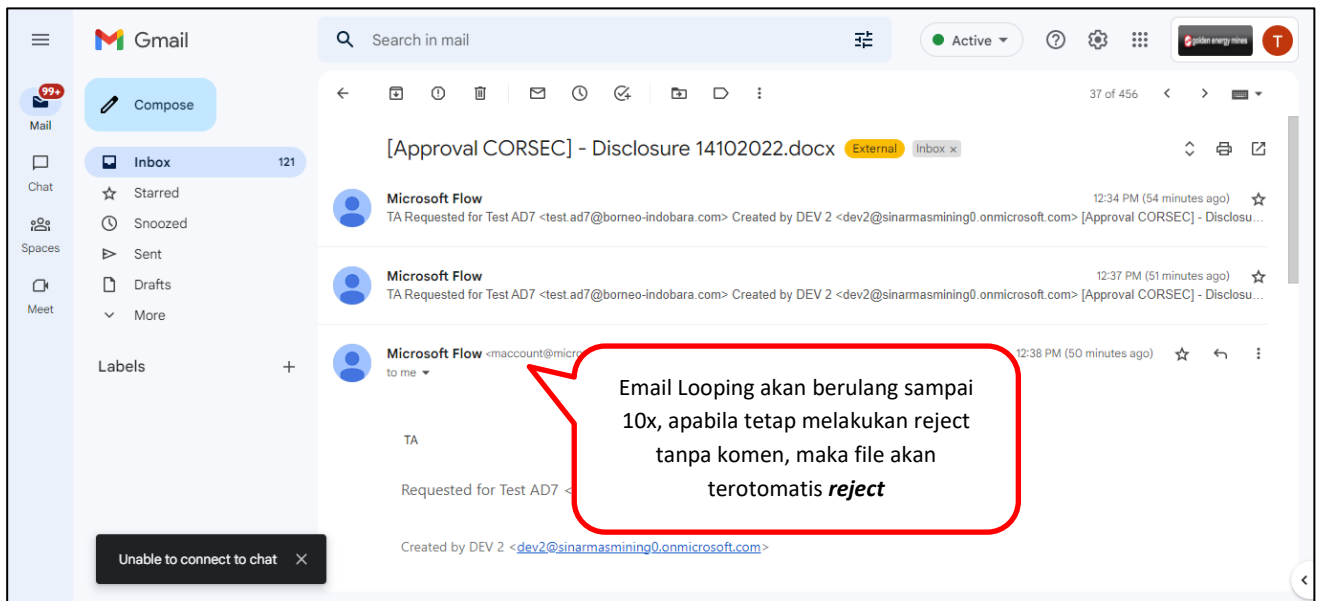 Gmail
Search in mail
Active
golden energy mines
T
99+
Mail
Compose
37 of 456
[Approval CORSEC] - Disclosure 14102022.docx External Inbox ×
Inbox 121
Chat
Starred
Microsoft Flow 12:34 PM (54 minutes ago)
TA Requested for Test AD7 <test.ad7@borneo-indobara.com> Created by DEV 2 <dev2@sinarmasmining0.onmicrosoft.com> [Approval CORSEC] - Disclosu...
Snoozed
Spaces
Sent
Drafts
Microsoft Flow 12:37 PM (51 minutes ago)
TA Requested for Test AD7 <test.ad7@borneo-indobara.com> Created by DEV 2 <dev2@sinarmasmining0.onmicrosoft.com> [Approval CORSEC] - Disclosu...
Meet
More
Labels +
Microsoft Flow <maccount@micr 12:38 PM (50 minutes ago)
to me
Email Looping akan berulang sampai
10x, apabila tetap melakukan reject
tanpa komen, maka file akan
terotomatis reject
TA
Requested for Test AD7 <
Created by DEV 2 <dev2@sinarmasmining0.onmicrosoft.com>
Unable to connect to chat ×